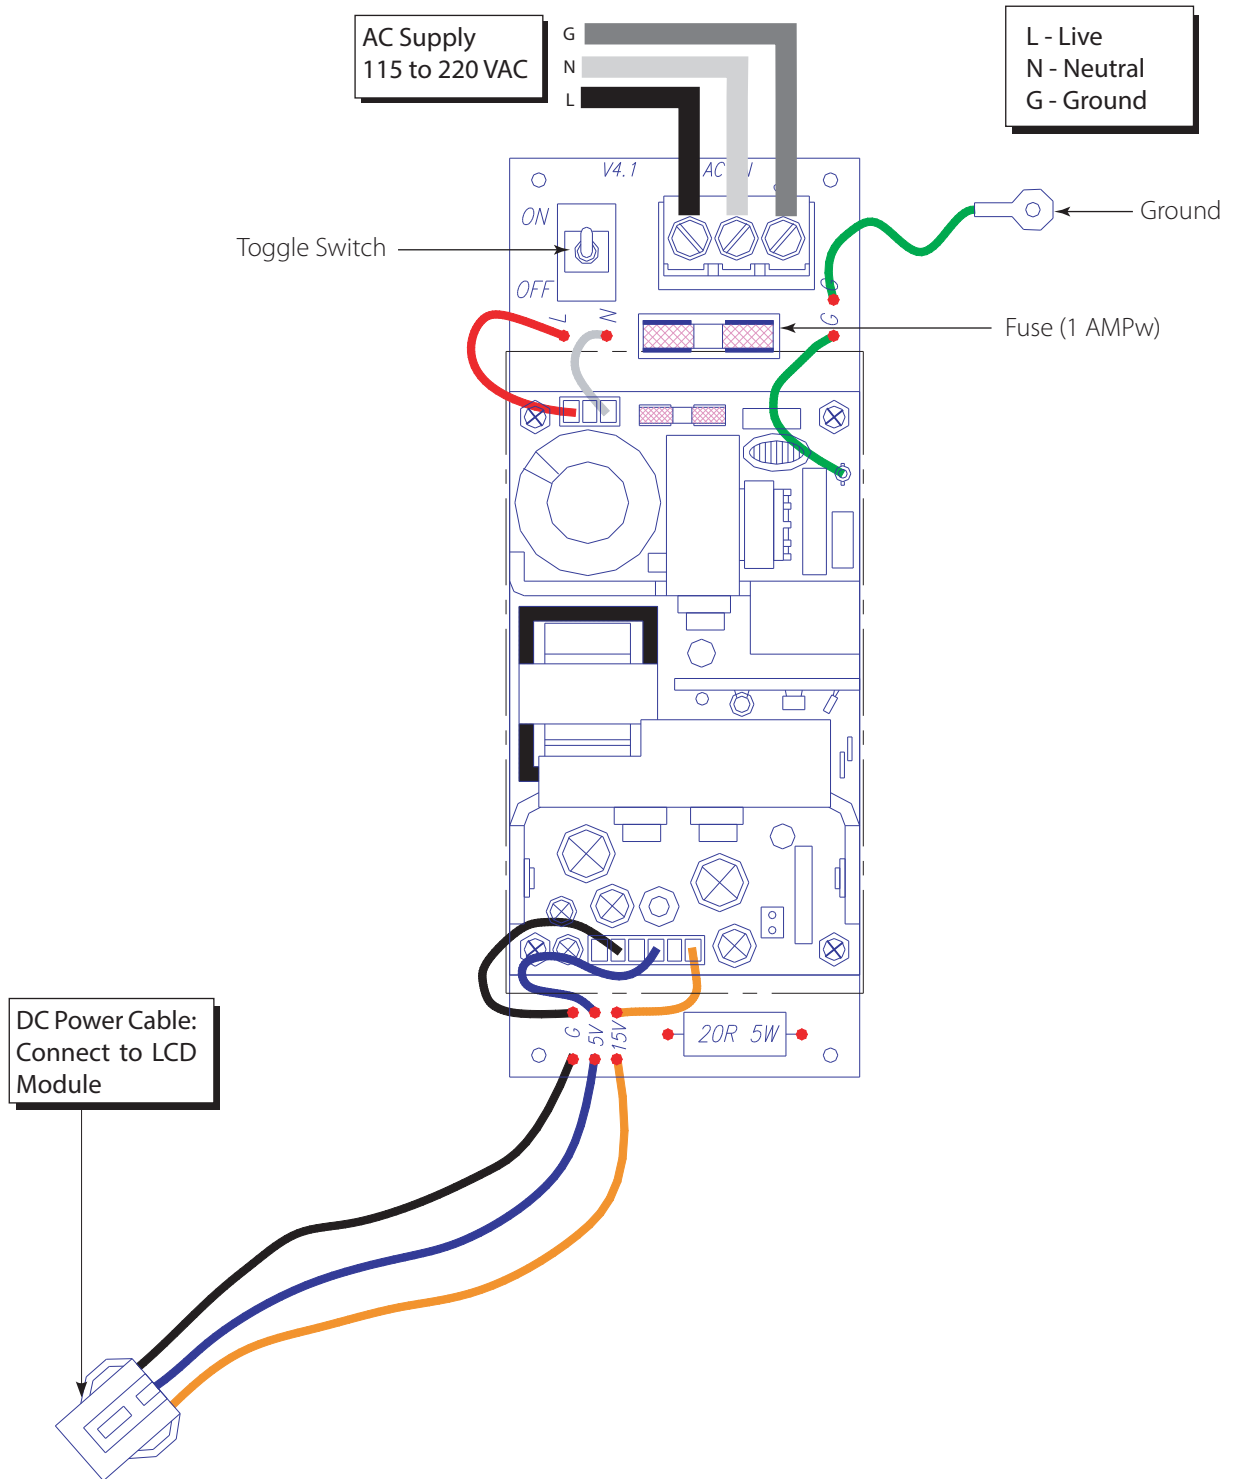 AC Supply
115 to 220 VAC
G
N
L
L - Live
N - Neutral
G - Ground
V4.1
ON
Toggle Switch
OFF
Ground
G
L
N
G
Fuse (1 AMPw)
G
5V
15V
20R 5W
DC Power Cable:
Connect to LCD
Module